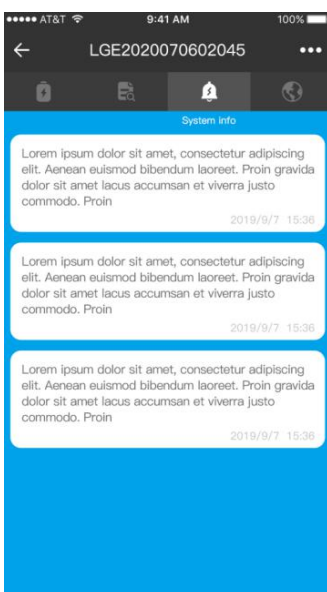 AT&T 9:41 AM 100%
LGE2020070602045
System info
Lorem ipsum dolor sit amet, consectetur adipiscing
elit. Aenean euismod bibendum laoreet. Proin gravida
dolor sit amet lacus accumsan et viverra justo
commodo. Proin
2019/9/7 15:36
Lorem ipsum dolor sit amet, consectetur adipiscing
elit. Aenean euismod bibendum laoreet. Proin gravida
dolor sit amet lacus accumsan et viverra justo
commodo. Proin
2019/9/7 15:36
Lorem ipsum dolor sit amet, consectetur adipiscing
elit. Aenean euismod bibendum laoreet. Proin gravida
dolor sit amet lacus accumsan et viverra justo
commodo. Proin
2019/9/7 15:36